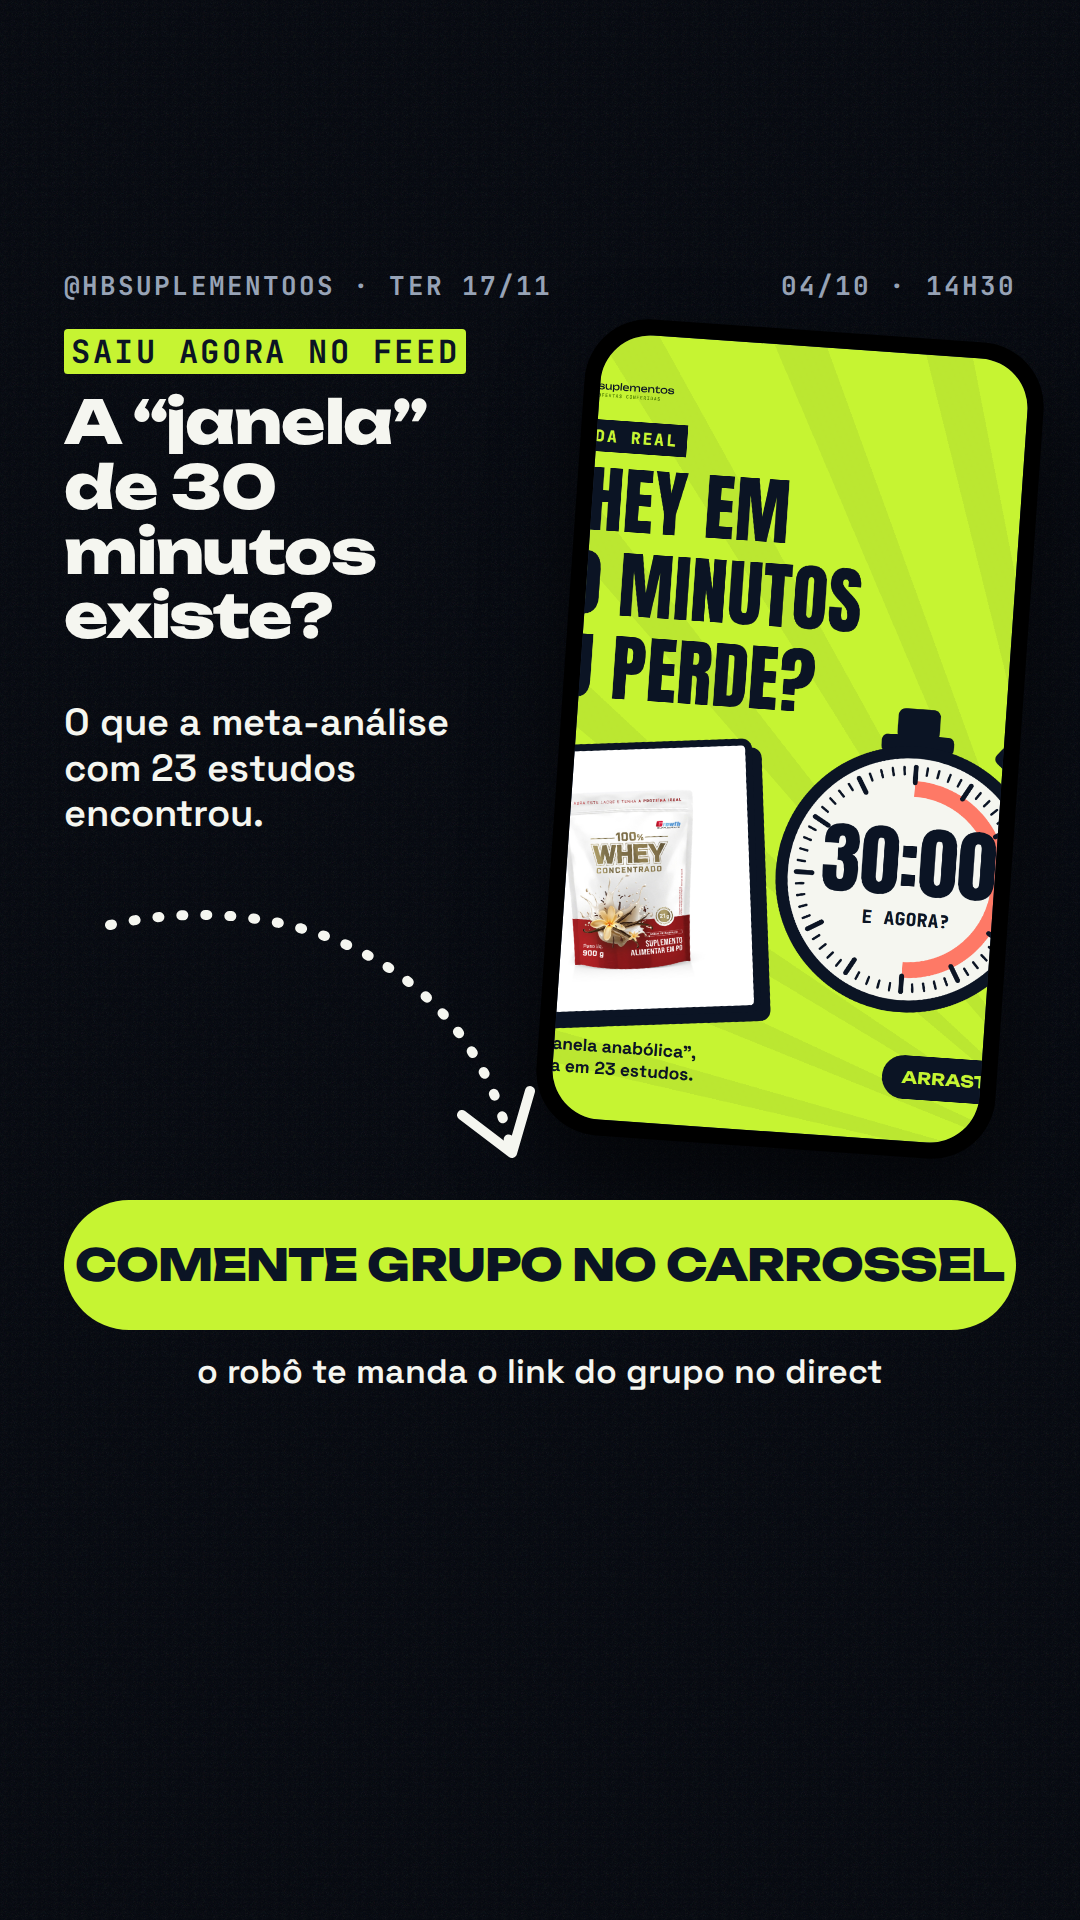 @HBSUPLEMENTOOS · TER 17/11
04/10 · 14H30
SAIU AGORA NO FEED
A “janela”
de 30
minutos
existe?
O que a meta-análise
com 23 estudos
encontrou.
suplementos
DA REAL
HEY EM
MINUTOS
PERDE?
100%
WHEY
CONCENTRADO
Peso líq.
900 g
SUPLEMENTO
ALIMENTAR EM PÓ
30:00
E AGORA?
anela anabólica”,
a em 23 estudos.
ARRAST
COMENTE GRUPO NO CARROSSEL
o robô te manda o link do grupo no direct